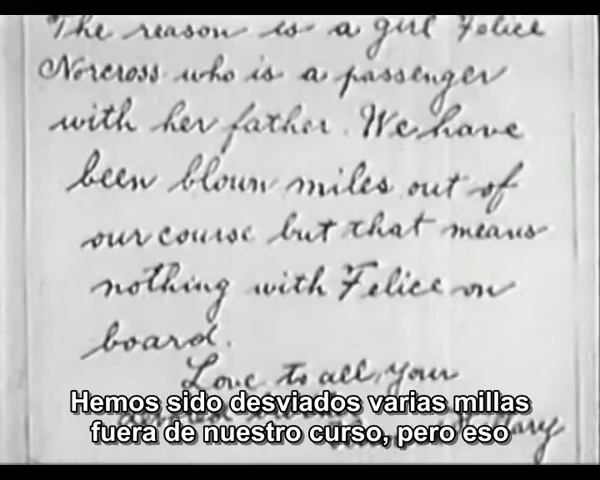 The reason is a girl Felice
Norcross who is a passenger
with her father. We have
been blown miles out of
our course but that means
nothing with Felice on
board.
Love to all, your
Hemos sido desviados varias millas
fuera de nuestro curso, pero eso